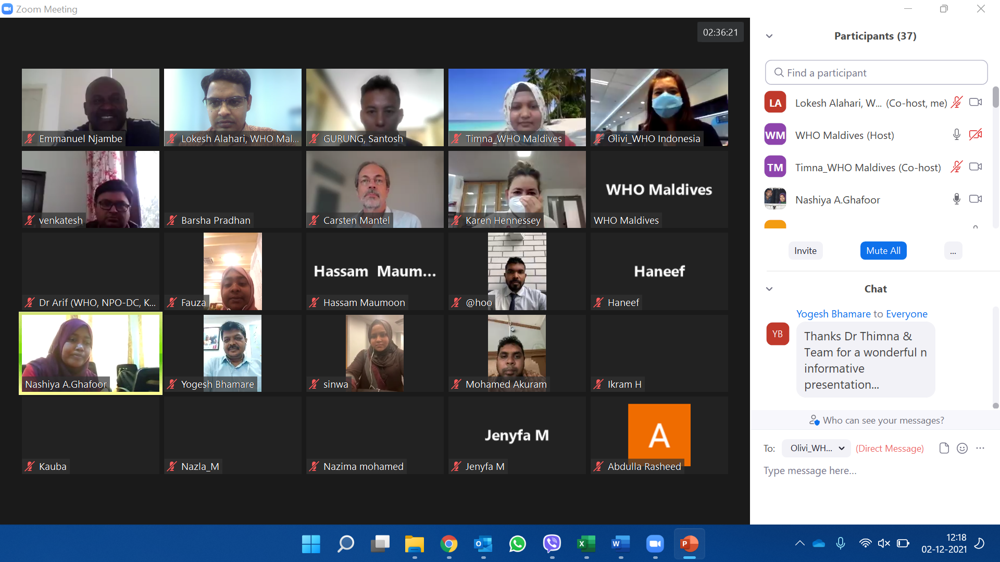 Zoom Meeting
02:36:21
Emmanuel Njambe
Lokesh Alahari, WHO Mal...
GURUNG, Santosh
Timna_WHO Maldives
Olivi_WHO Indonesia
venkatesh
Barsha Pradhan
Carsten Mantel
Karen Hennessey
WHO Maldives
WHO Maldives
Dr Arif (WHO, NPO-DC, K...
Fauza
Hassam Maum...
Hassam Maumoon
@hoo
Haneef
Haneef
Nashiya A.Ghafoor
Yogesh Bhamare
sinwa
Mohamed Akuram
Ikram H
Kauba
Nazla_M
Nazima mohamed
Jenyfa M
Jenyfa M
A
Abdulla Rasheed
Participants (37)
Find a participant
LA Lokesh Alahari, W... (Co-host, me)
WM WHO Maldives (Host)
TM Timna_WHO Maldives (Co-host)
Nashiya A.Ghafoor
Invite Mute All ...
Chat
Yogesh Bhamare to Everyone
YB
Thanks Dr Thimna &
Team for a wonderful n
informative
presentation...
Who can see your messages?
To: Olivi_WH... (Direct Message)
Type message here...
12:18
02-12-2021